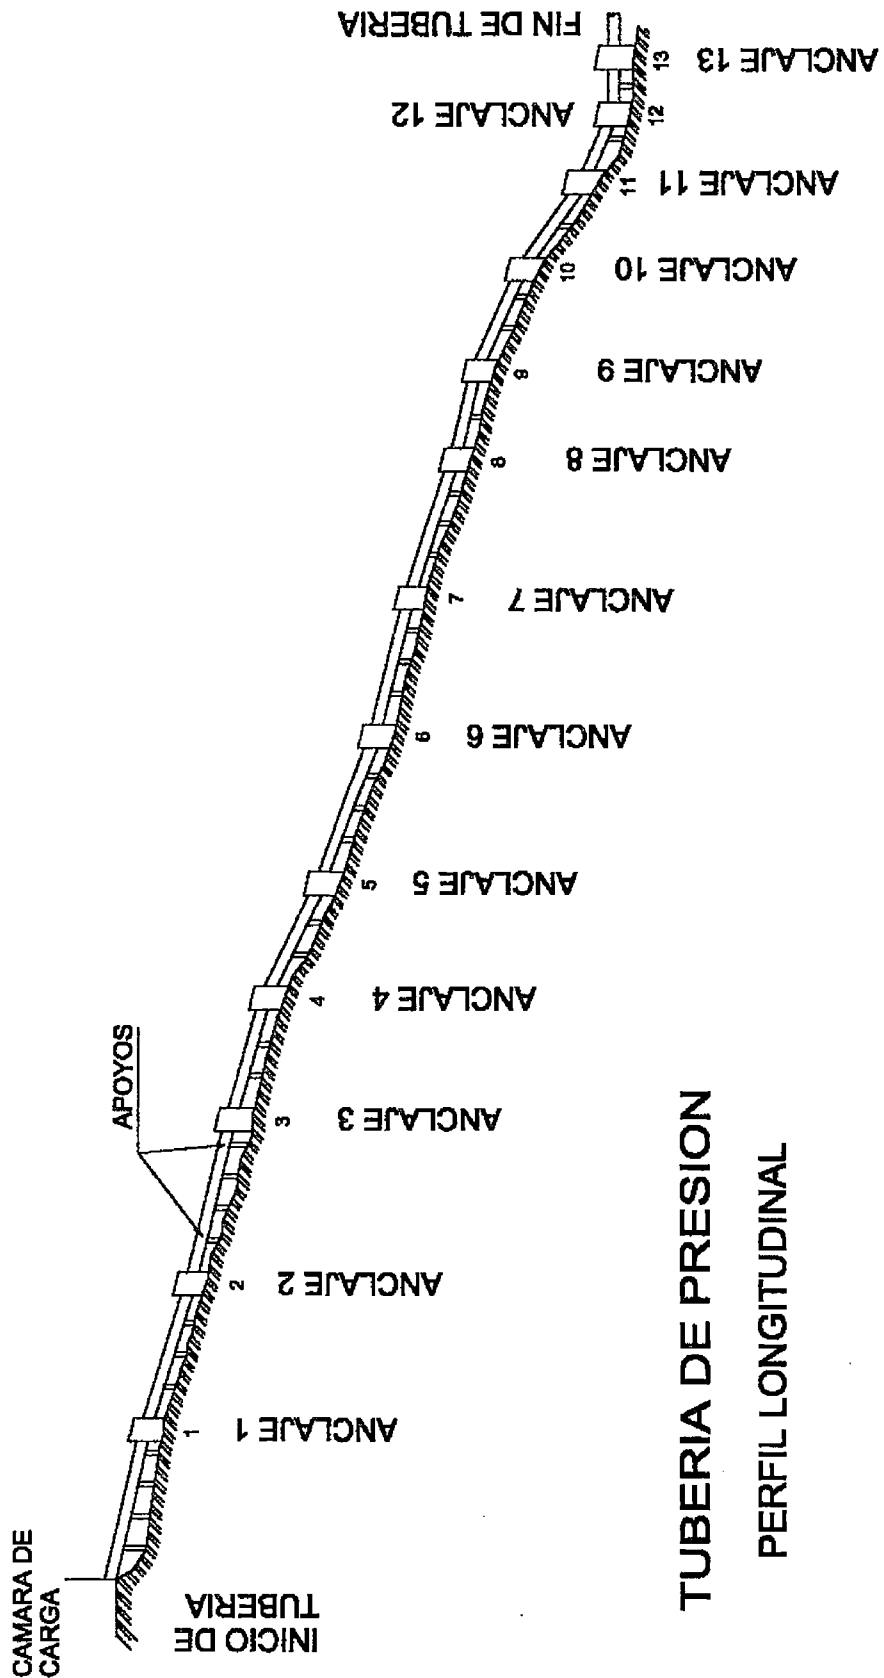 CAMARA DE
CARGA
INICIO DE
TUBERIA
APOYOS
1
ANCLAJE 1
2
ANCLAJE 2
3
ANCLAJE 3
4
ANCLAJE 4
5
ANCLAJE 5
6
ANCLAJE 6
7
ANCLAJE 7
8
ANCLAJE 8
9
ANCLAJE 9
10
ANCLAJE 10
11
ANCLAJE 11
12
ANCLAJE 12
13
ANCLAJE 13
FIN DE TUBERIA
TUBERIA DE PRESION
PERFIL LONGITUDINAL